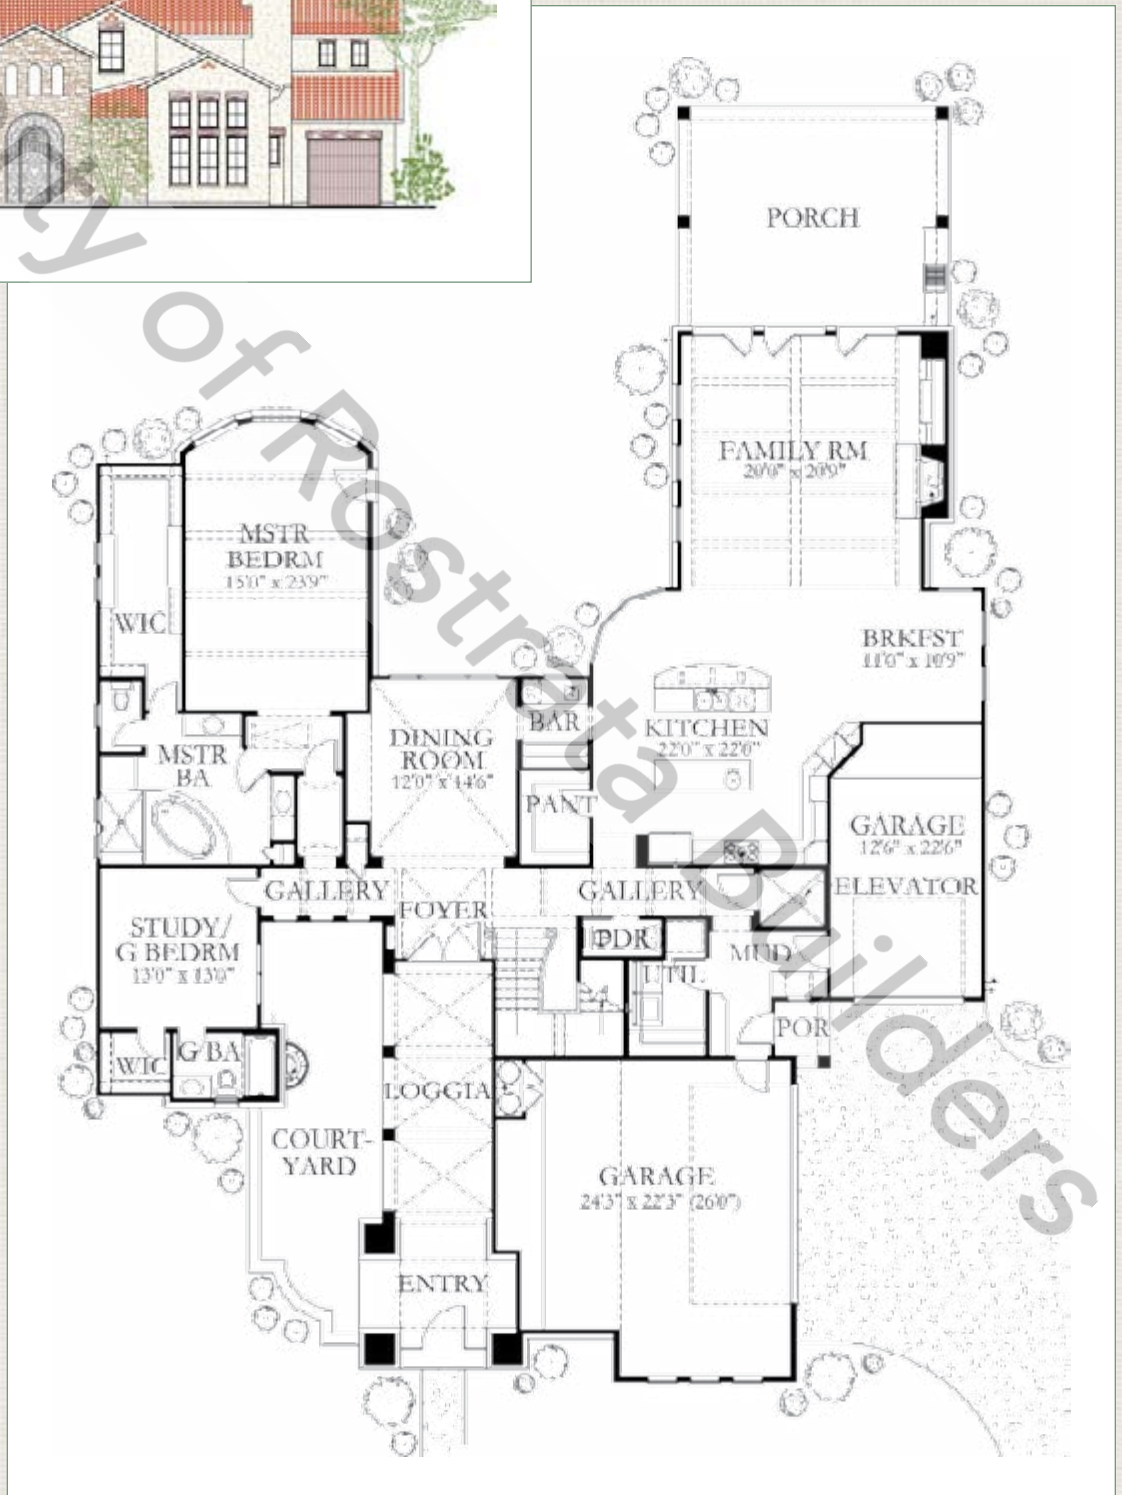 PORCH
FAMILY RM
20'0" x 20'9"
MSTR
BEDRM
15'0" x 23'9"
WIC
BRKFST
11'0" x 10'9"
BAR
KITCHEN
22'0" x 22'0"
DINING
ROOM
12'0" x 14'6"
MSTR
BA
PANT
GARAGE
12'6" x 22'6"
ELEVATOR
GALLERY
GALLERY
FOYER
STUDY/
G BEDRM
13'0" x 13'0"
PDR
MUD
UTIL
POR
WIC
G BA
LOGGIA
COURT-
YARD
GARAGE
24'3" x 22'3" (26'0")
ENTRY
ty of Rostrata Builders